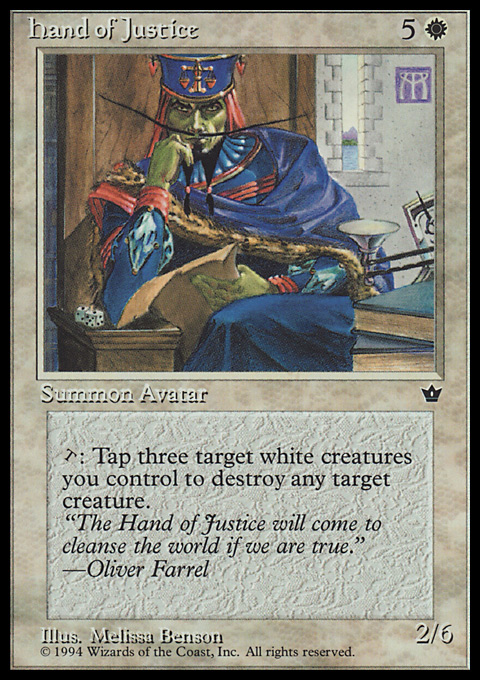 Hand of Justice 5
Summon Avatar
: Tap three target white creatures
you control to destroy any target
creature.
“The Hand of Justice will come to
cleanse the world if we are true.”
—Oliver Farrel
Illus. Melissa Benson 2/6
© 1994 Wizards of the Coast, Inc. All rights reserved.